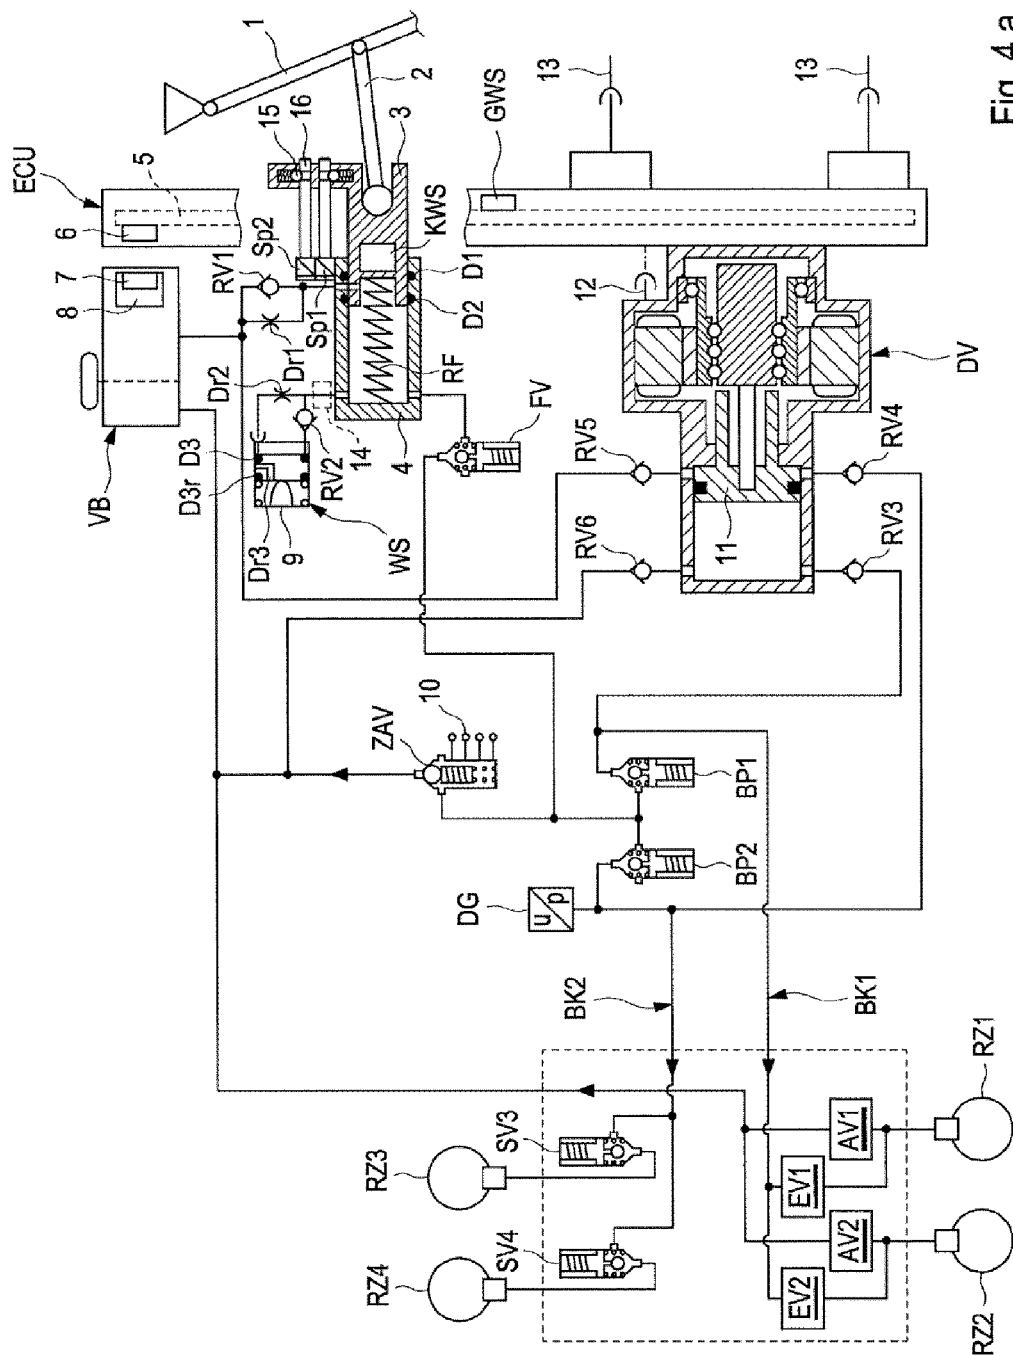 ECU
1
5
6
15
16
2
3
7
8
RV1
Sp2
Sp1
KWS
D1
D2
Dr1
Dr2
RF
VB
D3
D3r
Dr3
9
WS
RV2
14
4
FV
GWS
13
13
12
DV
RV5
RV4
RV6
RV3
11
ZAV
10
BP1
BP2
DG
u
p
BK2
BK1
RZ3
SV3
RZ4
SV4
AV1
EV1
AV2
EV2
RZ1
RZ2
Fig. 4 a